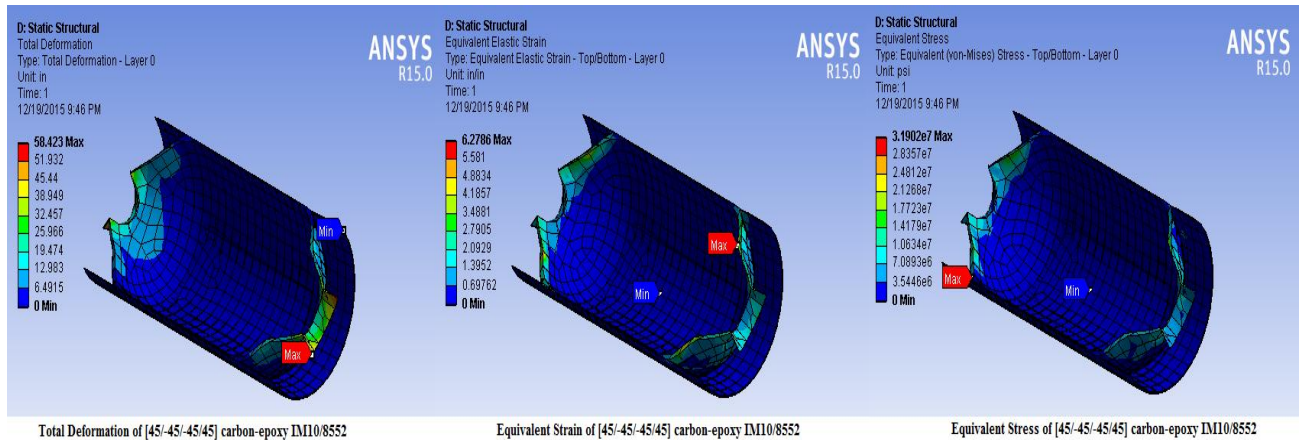 D: Static Structural
Total Deformation
Type: Total Deformation - Layer 0
Unit: in
Time: 1
12/19/2015 9:46 PM
ANSYS
R15.0
58.423 Max
51.932
45.44
38.949
32.457
25.966
19.474
12.983
6.4915
0 Min
Min
Max
Total Deformation of [45/-45/-45/45] carbon-epoxy IM10/8552
D: Static Structural
Equivalent Elastic Strain
Type: Equivalent Elastic Strain - Top/Bottom - Layer 0
Unit: in/in
Time: 1
12/19/2015 9:46 PM
ANSYS
R15.0
6.2786 Max
5.581
4.8834
4.1857
3.4881
2.7905
2.0929
1.3952
0.69762
0 Min
Max
Min
Equivalent Strain of [45/-45/-45/45] carbon-epoxy IM10/8552
D: Static Structural
Equivalent Stress
Type: Equivalent (von-Mises) Stress - Top/Bottom - Layer 0
Unit: psi
Time: 1
12/19/2015 9:46 PM
ANSYS
R15.0
3.1902e7 Max
2.8357e7
2.4812e7
2.1268e7
1.7723e7
1.4179e7
1.0634e7
7.0893e6
3.5446e6
0 Min
Max
Min
Equivalent Stress of [45/-45/-45/45] carbon-epoxy IM10/8552